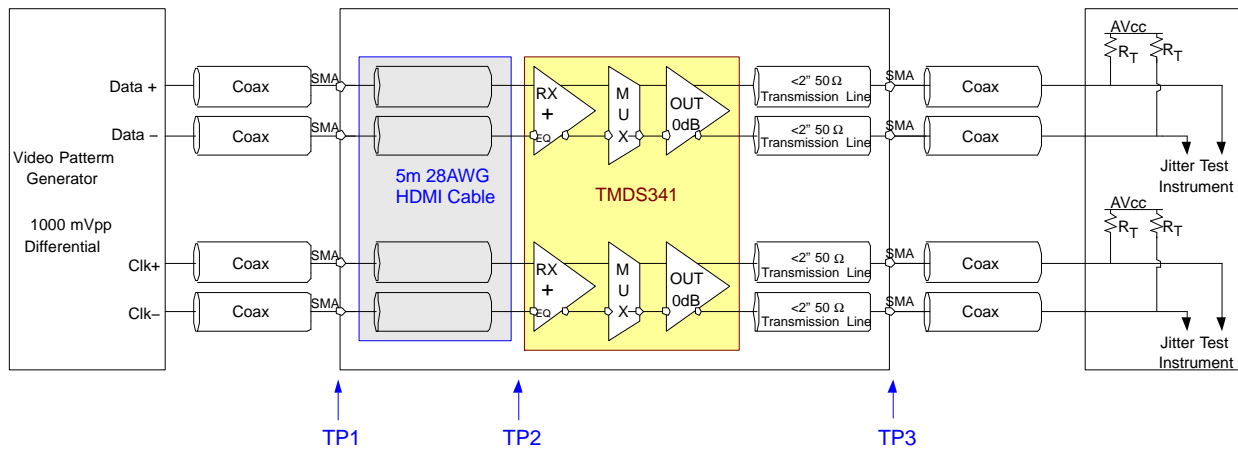 Video Patterm
Generator
1000 mVpp
Differential
Data +
Data −
Clk+
Clk−
Coax
Coax
Coax
Coax
SMA
SMA
SMA
SMA
5m 28AWG
HDMI Cable
RX
+
EQ
M
U
X
OUT
0dB
TMDS341
RX
+
EQ
M
U
X
OUT
0dB
<2” 50 Ω
Transmission Line
<2” 50 Ω
Transmission Line
<2” 50 Ω
Transmission Line
<2” 50 Ω
Transmission Line
SMA
SMA
SMA
SMA
Coax
Coax
Coax
Coax
AVcc
RT
RT
Jitter Test
Instrument
AVcc
RT
RT
Jitter Test
Instrument
TP1
TP2
TP3